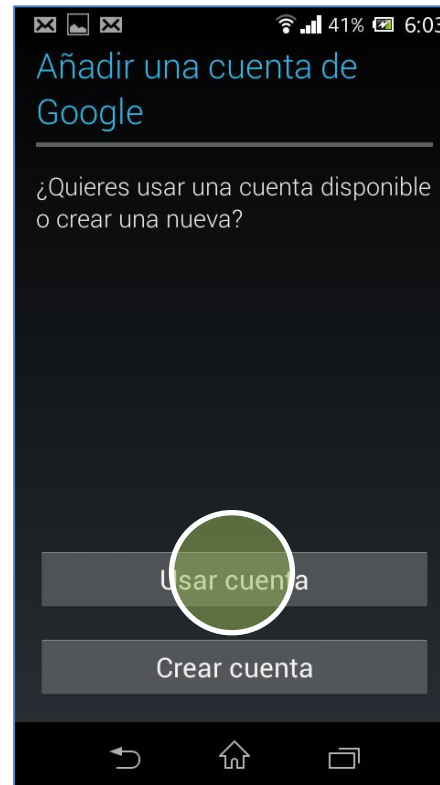 41% 6:03
Añadir una cuenta de
Google
¿Quieres usar una cuenta disponible
o crear una nueva?
Usar cuenta
Crear cuenta